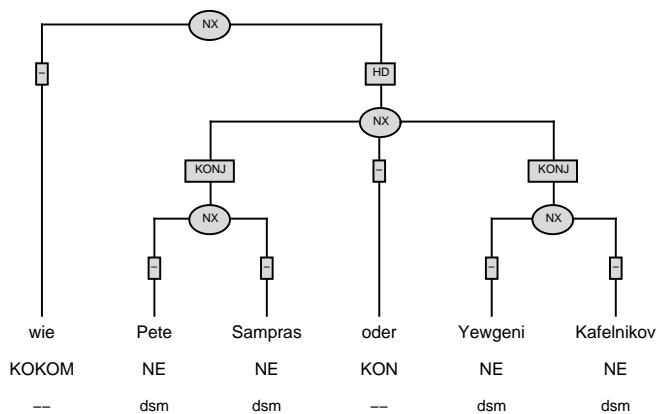 NX
– HD
NX
KONJ – KONJ
NX NX
– – – –
wie Pete Sampras oder Yewgeni Kafelnikov
KOKOM NE NE KON NE NE
–– dsm dsm –– dsm dsm